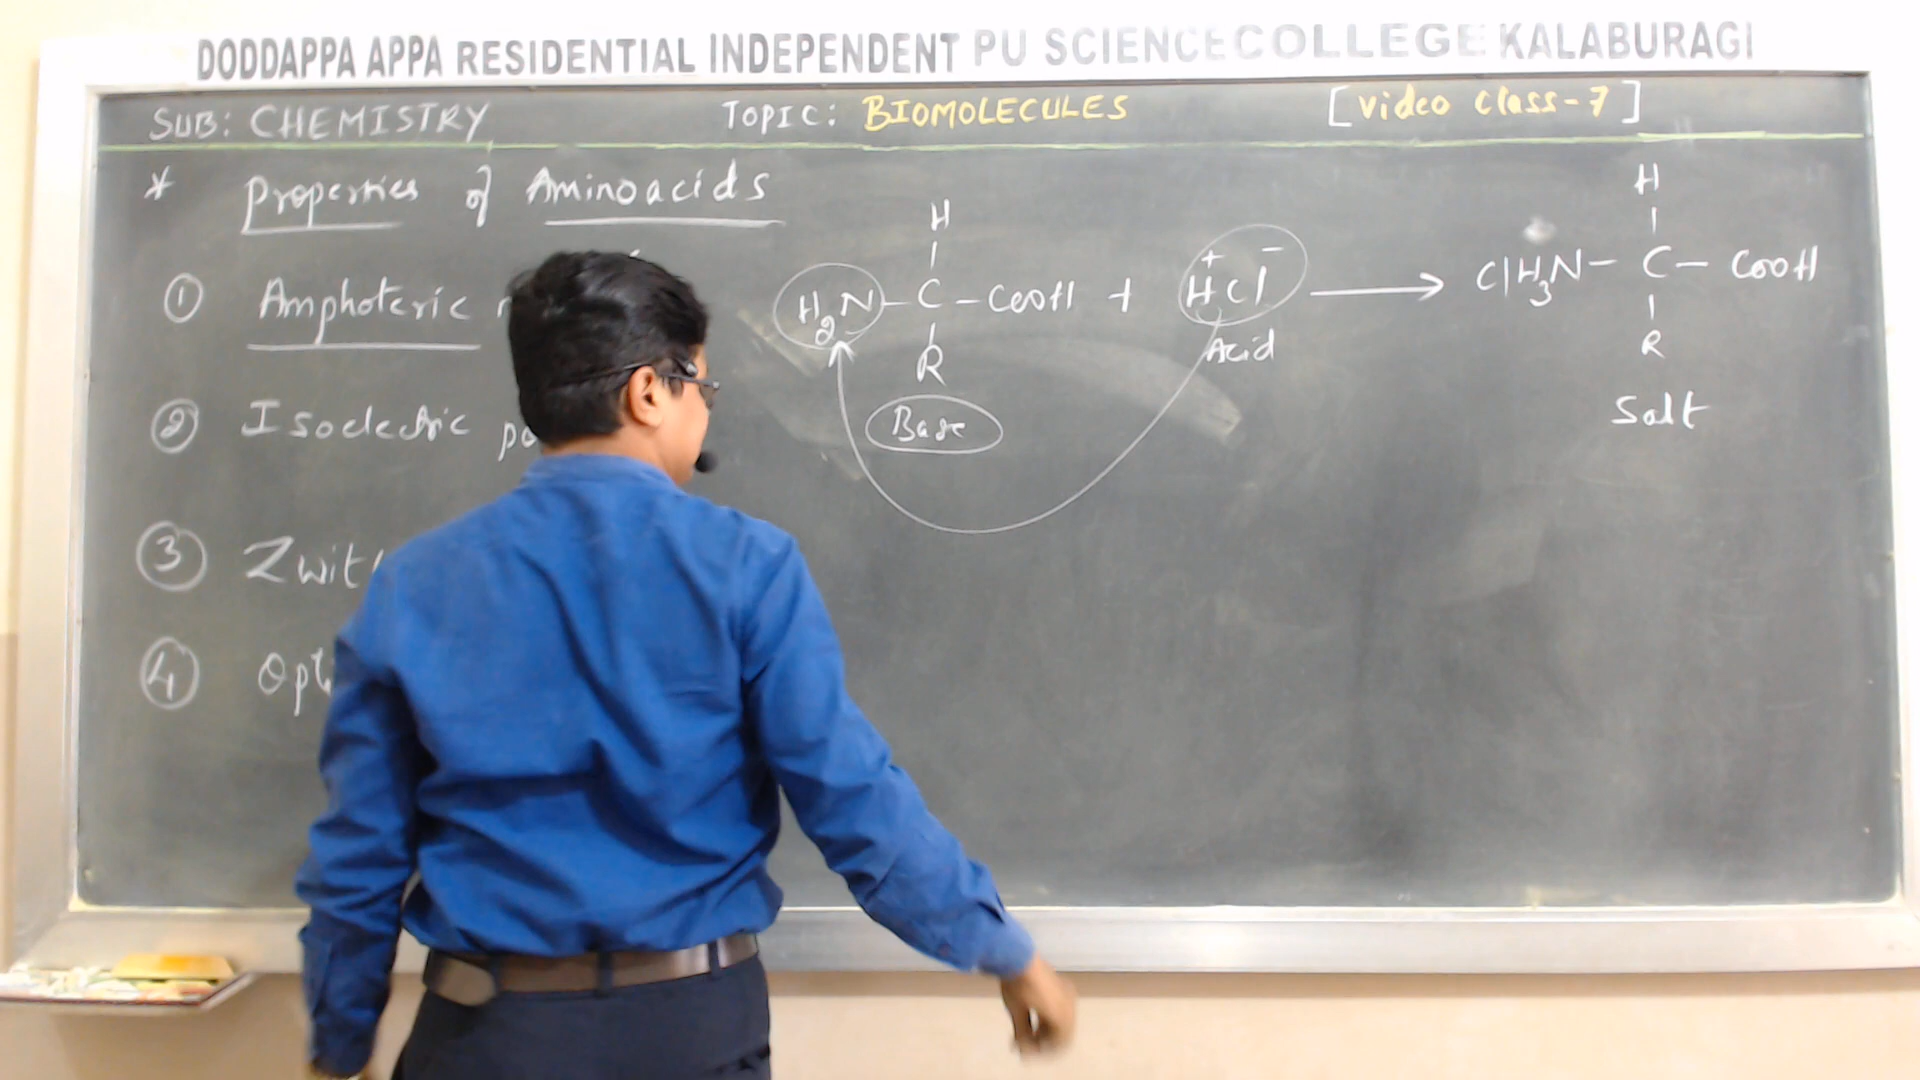 DODDAPPA APPA RESIDENTIAL INDEPENDENT PU SCIENCE COLLEGE KALABURAGI
SUB: CHEMISTRY TOPIC: BIOMOLECULES [Video Class-7]
* Properties of Aminoacids
① Amphoteric
② Isoelectric
③
④
H
H2N - C - COOH + H+Cl- → ClH3N - C - COOH
R
Base
Acid
H
R
Salt